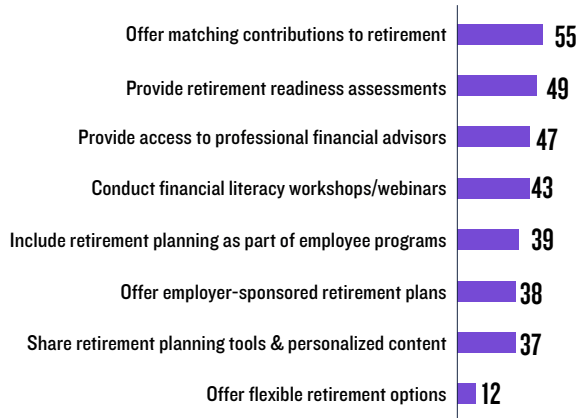 Offer matching contributions to retirement 55
Provide retirement readiness assessments 49
Provide access to professional financial advisors 47
Conduct financial literacy workshops/webinars 43
Include retirement planning as part of employee programs 39
Offer employer-sponsored retirement plans 38
Share retirement planning tools & personalized content 37
Offer flexible retirement options 12